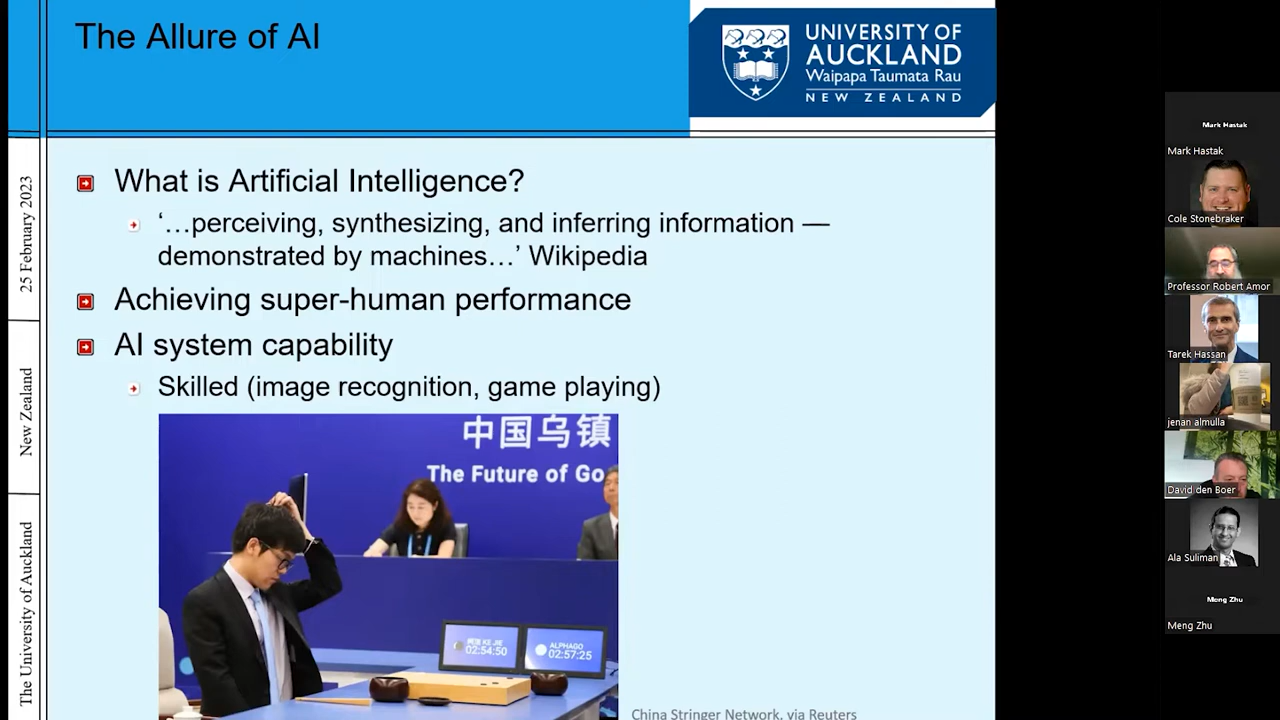 The Allure of AI
UNIVERSITY OF
AUCKLAND
Waipapa Taumata Rau
NEW ZEALAND
25 February 2023
New Zealand
The University of Auckland
What is Artificial Intelligence?
‘…perceiving, synthesizing, and inferring information —
demonstrated by machines…’ Wikipedia
Achieving super-human performance
AI system capability
Skilled (image recognition, game playing)
中国乌镇
The Future of Go
KE JIE
02:54:50
ALPHAGO
02:57:25
China Stringer Network, via Reuters
Mark Hastak
Mark Hastak
Cole Stonebraker
Professor Robert Amor
Tarek Hassan
jenan almulla
David den Boer
Ala Suliman
Meng Zhu
Meng Zhu